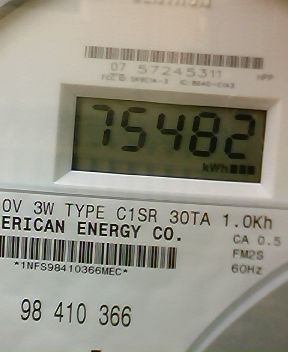 07 57245311
HPP
75482
kWh
0V 3W TYPE C1SR 30TA 1.0Kh
ERICAN ENERGY CO.
CA 0.5
FM2S
60Hz
*1NFS98410366MEC*
98 410 366